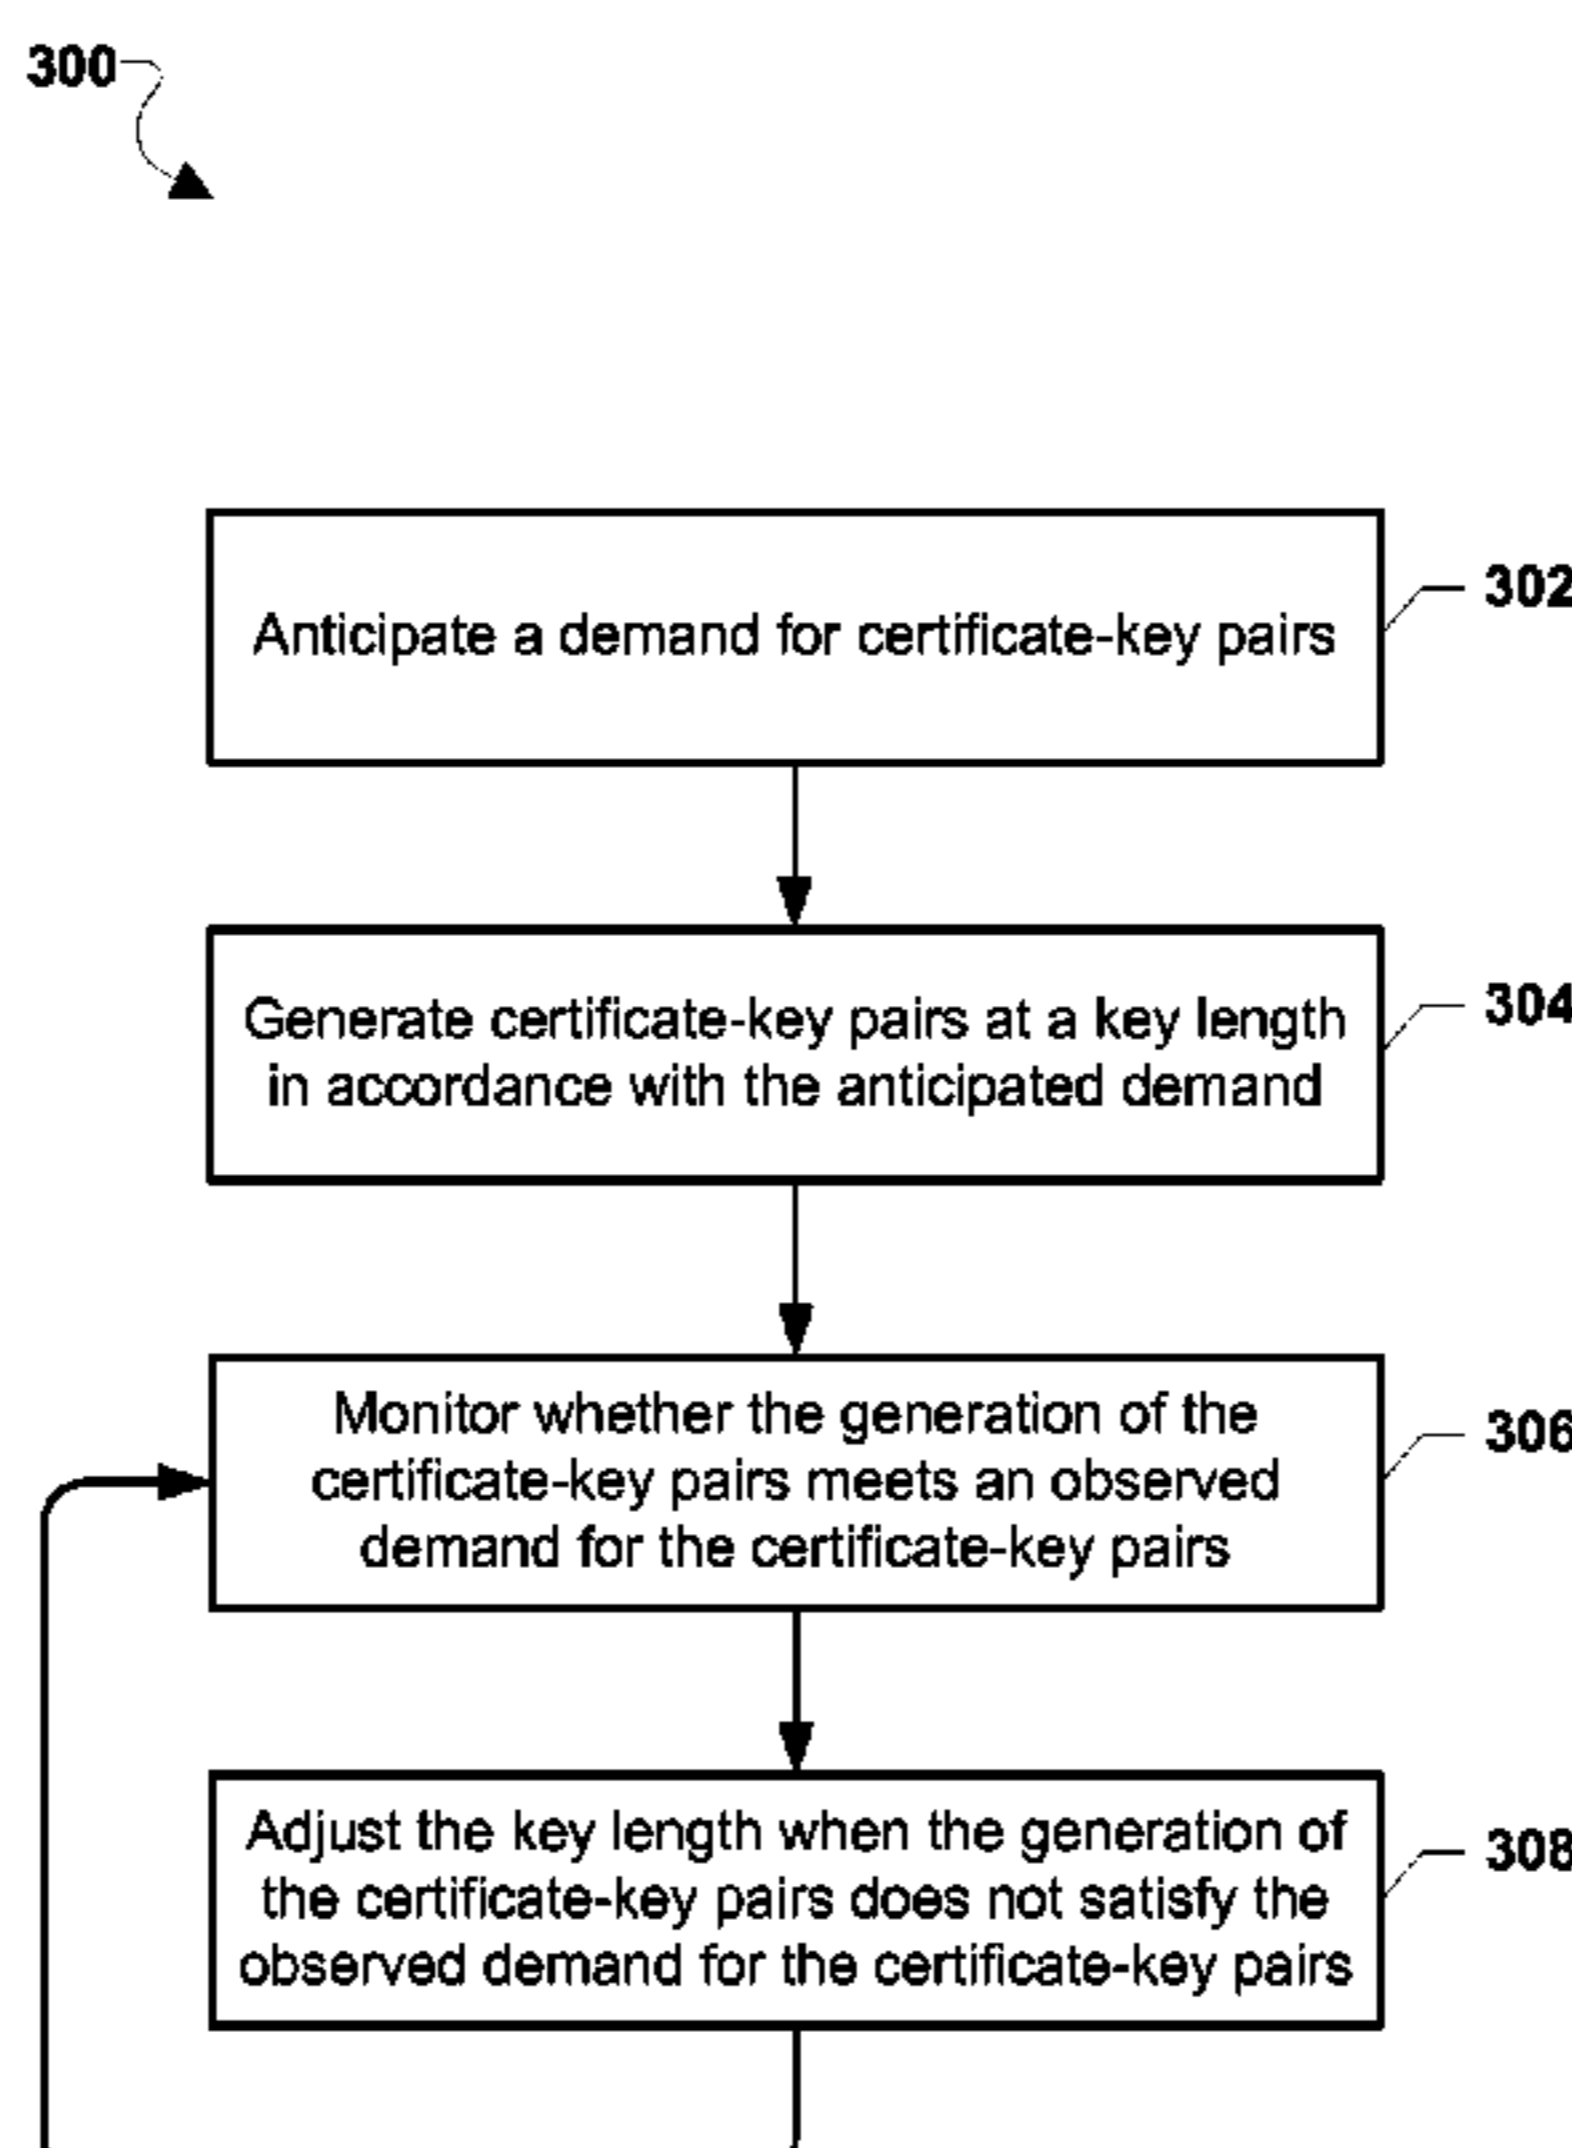 300
Anticipate a demand for certificate-key pairs
302
Generate certificate-key pairs at a key length
in accordance with the anticipated demand
304
Monitor whether the generation of the
certificate-key pairs meets an observed
demand for the certificate-key pairs
306
Adjust the key length when the generation of
the certificate-key pairs does not satisfy the
observed demand for the certificate-key pairs
308